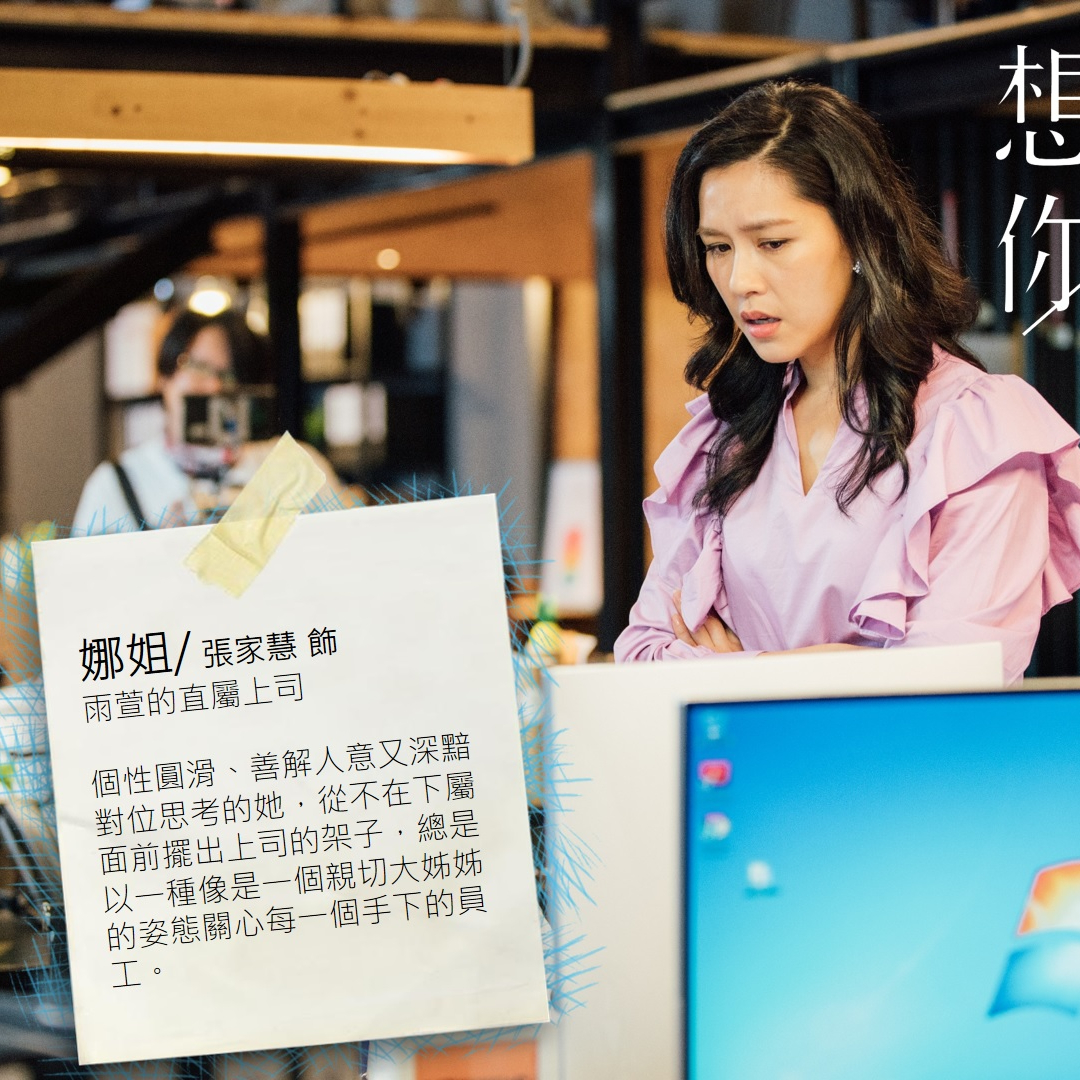 想
你
娜姐/ 張家慧 飾
雨萱的直屬上司
個性圓滑、善解人意又深黯
對位思考的她，從不在下屬
面前擺出上司的架子，總是
以一種像是一個親切大姊姊
的姿態關心每一個手下的員
工。